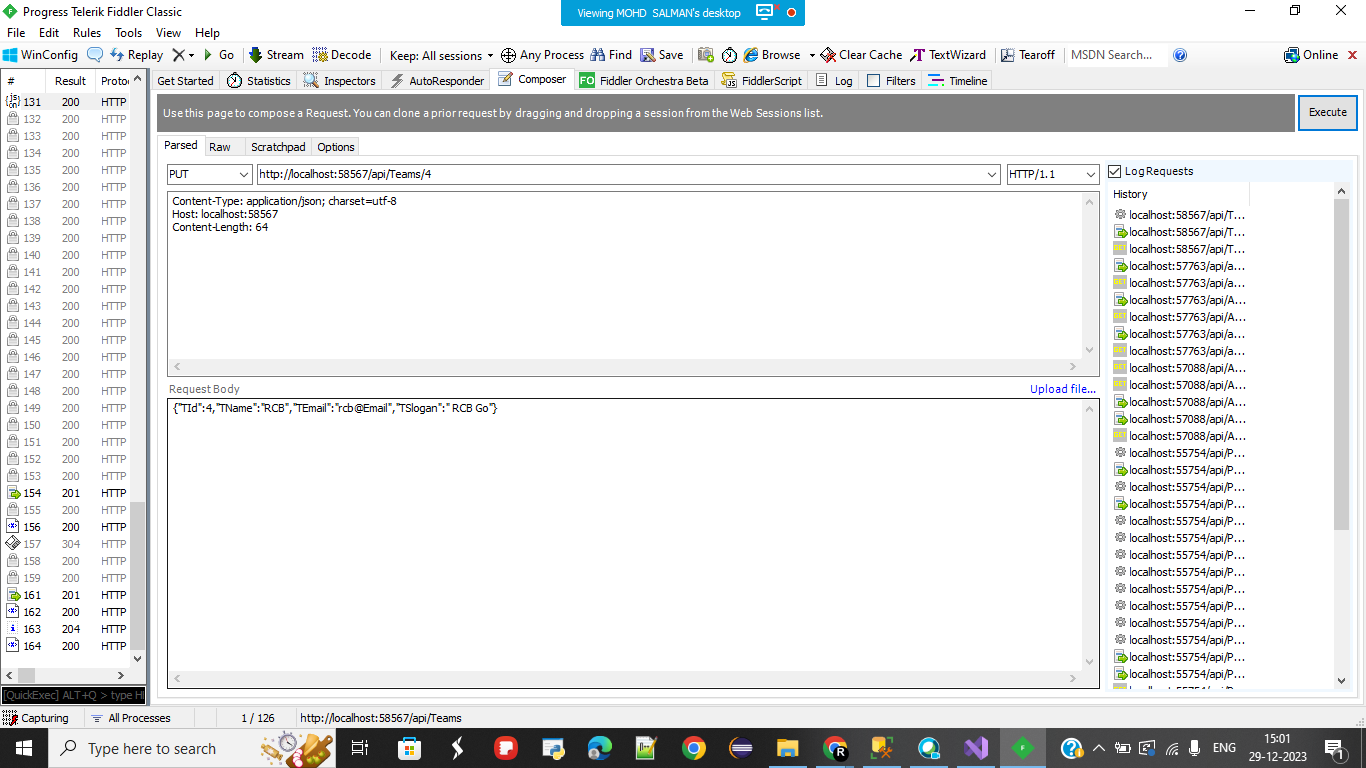 Progress Telerik Fiddler Classic
Viewing MOHD SALMAN's desktop
File Edit Rules Tools View Help
WinConfig Replay Go Stream Decode Keep: All sessions Any Process Find Save Browse Clear Cache TextWizard Tearoff MSDN Search... Online
# Result Protoc
Get Started Statistics Inspectors AutoResponder Composer FO Fiddler Orchestra Beta FiddlerScript Log Filters Timeline
131 200 HTTP
132 200 HTTP
133 200 HTTP
134 200 HTTP
135 200 HTTP
136 200 HTTP
137 200 HTTP
138 200 HTTP
139 200 HTTP
140 200 HTTP
141 200 HTTP
142 200 HTTP
143 200 HTTP
144 200 HTTP
145 200 HTTP
146 200 HTTP
147 200 HTTP
148 200 HTTP
149 200 HTTP
150 200 HTTP
151 200 HTTP
152 200 HTTP
153 200 HTTP
154 201 HTTP
155 200 HTTP
156 200 HTTP
157 304 HTTP
158 200 HTTP
159 200 HTTP
161 201 HTTP
162 200 HTTP
163 204 HTTP
164 200 HTTP
[QuickExec] ALT+Q > type HE
Use this page to compose a Request. You can clone a prior request by dragging and dropping a session from the Web Sessions list.
Execute
Parsed Raw Scratchpad Options
PUT http://localhost:58567/api/Teams/4 HTTP/1.1
Content-Type: application/json; charset=utf-8
Host: localhost:58567
Content-Length: 64
Request Body Upload file...
{"TId":4,"TName":"RCB","TEmail":"rcb@Email","TSlogan":" RCB Go"}
Log Requests
History
localhost:58567/api/T...
localhost:58567/api/T...
localhost:58567/api/T...
localhost:57763/api/a...
localhost:57763/api/a...
localhost:57763/api/A...
localhost:57763/api/A...
localhost:57763/api/a...
localhost:57763/api/a...
localhost:57088/api/A...
localhost:57088/api/A...
localhost:57088/api/A...
localhost:57088/api/A...
localhost:57088/api/A...
localhost:55754/api/P...
localhost:55754/api/P...
localhost:55754/api/P...
localhost:55754/api/P...
localhost:55754/api/P...
localhost:55754/api/P...
localhost:55754/api/P...
localhost:55754/api/P...
localhost:55754/api/P...
localhost:55754/api/P...
localhost:55754/api/P...
localhost:55754/api/P...
localhost:55754/api/P...
localhost:55754/api/P...
Capturing All Processes 1 / 126 http://localhost:58567/api/Teams
Type here to search
ENG
15:01
29-12-2023
1